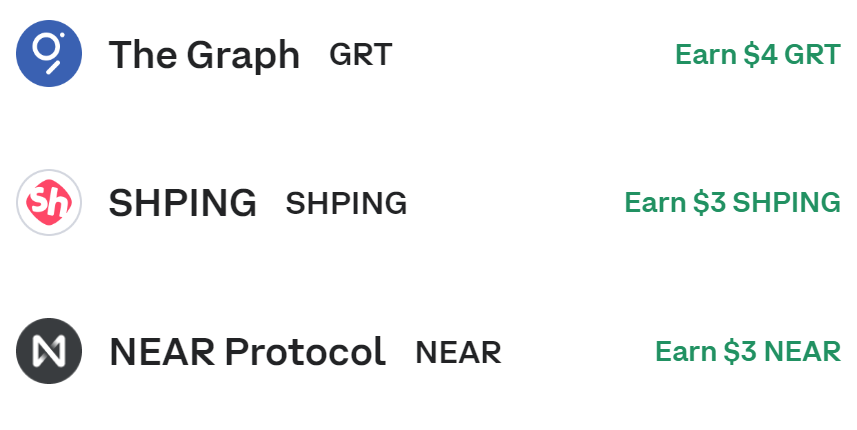 The Graph GRT Earn $4 GRT
Sh SHPING SHPING Earn $3 SHPING
NEAR Protocol NEAR Earn $3 NEAR